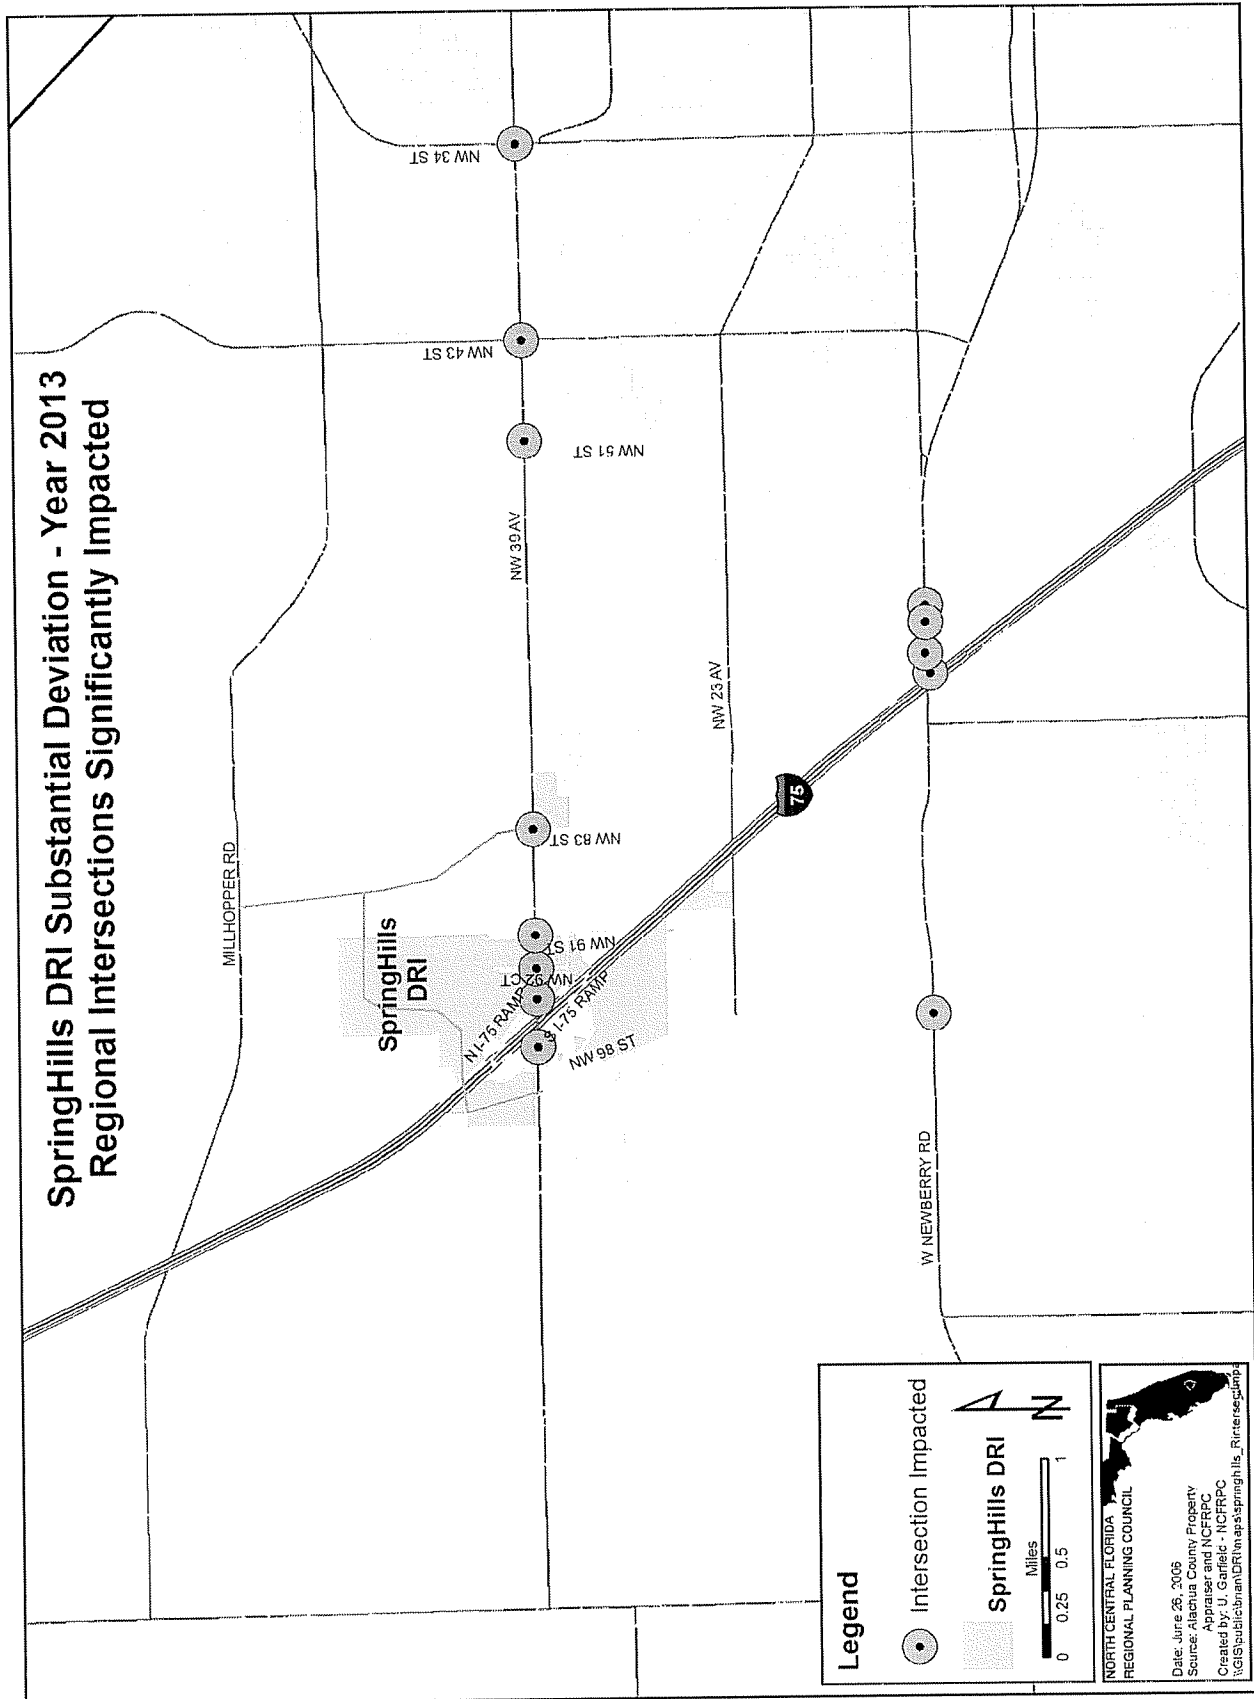 SpringHills DRI Substantial Deviation - Year 2013
Regional Intersections Significantly Impacted
MILLHOPPER RD
SpringHills
DRI
NW 34 ST
NW 43 ST
NW 51 ST
NW 39 AV
NW 83 ST
NW 91 ST
NW 92 CT
N I-75 RAMP
S I-75 RAMP
NW 98 ST
NW 23 AV
75
W NEWBERRY RD
Legend
Intersection Impacted
SpringHills DRI
Miles
0 0.25 0.5 1
N
NORTH CENTRAL FLORIDA
REGIONAL PLANNING COUNCIL
Date: June 26, 2006
Source: Alachua County Property
Appraiser and NCFRPC
Created by: U. Garfield - NCFRPC